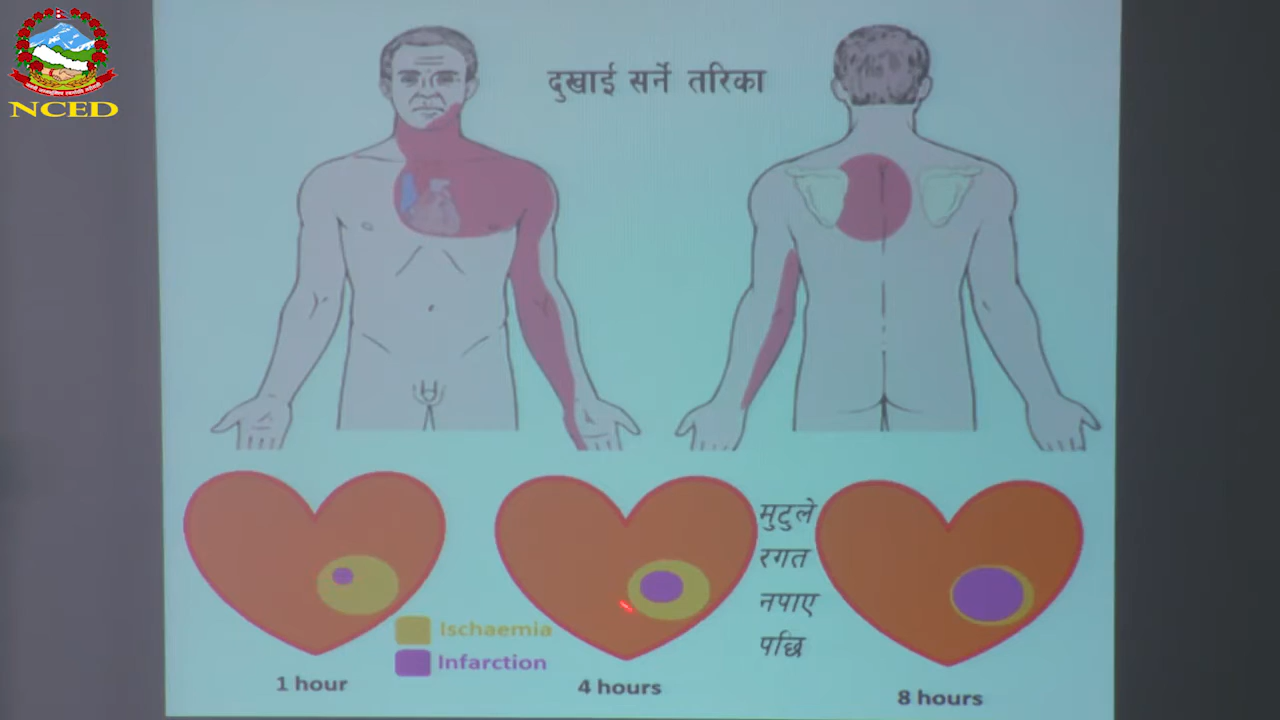 NCED
दुखाई सर्ने तरिका
मुटुले
रगत
नपाए
पछि
Ischaemia
Infarction
1 hour
4 hours
8 hours